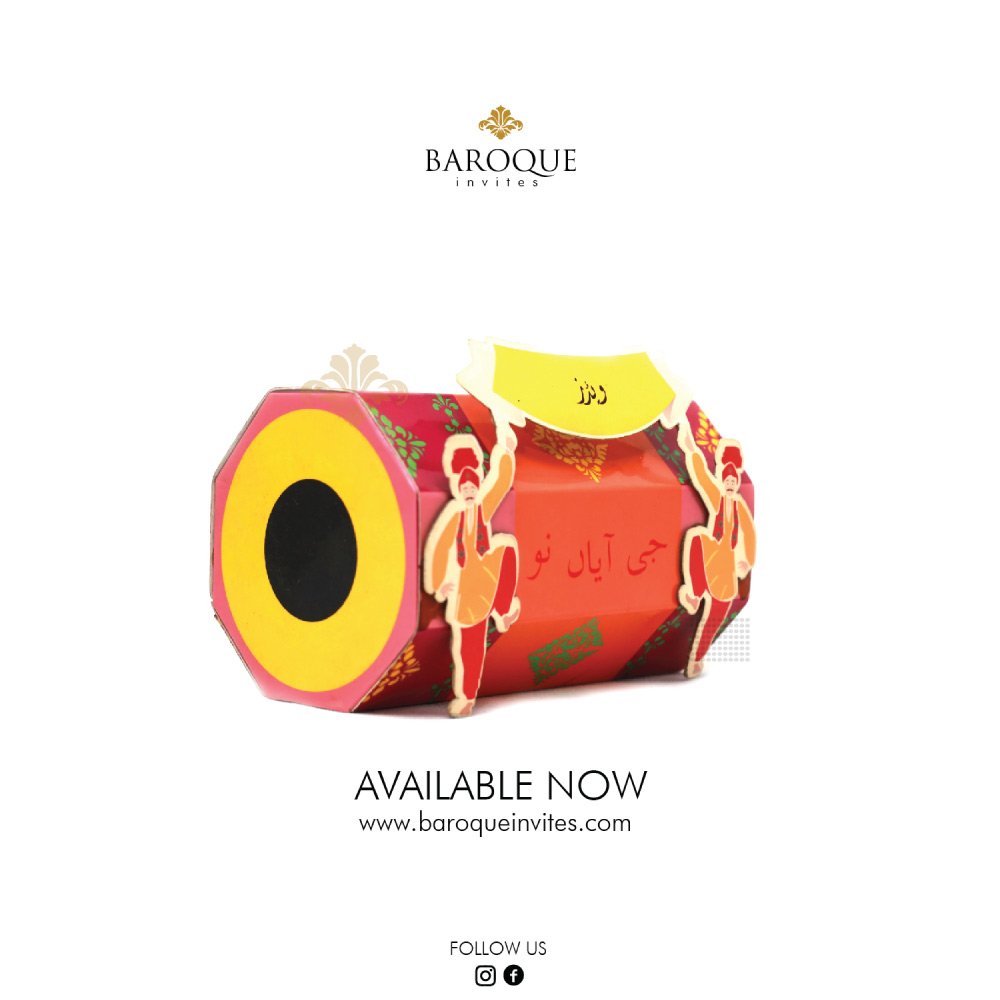 BAROQUE
invites
جی آیاں نو
AVAILABLE NOW
www.baroqueinvites.com
FOLLOW US